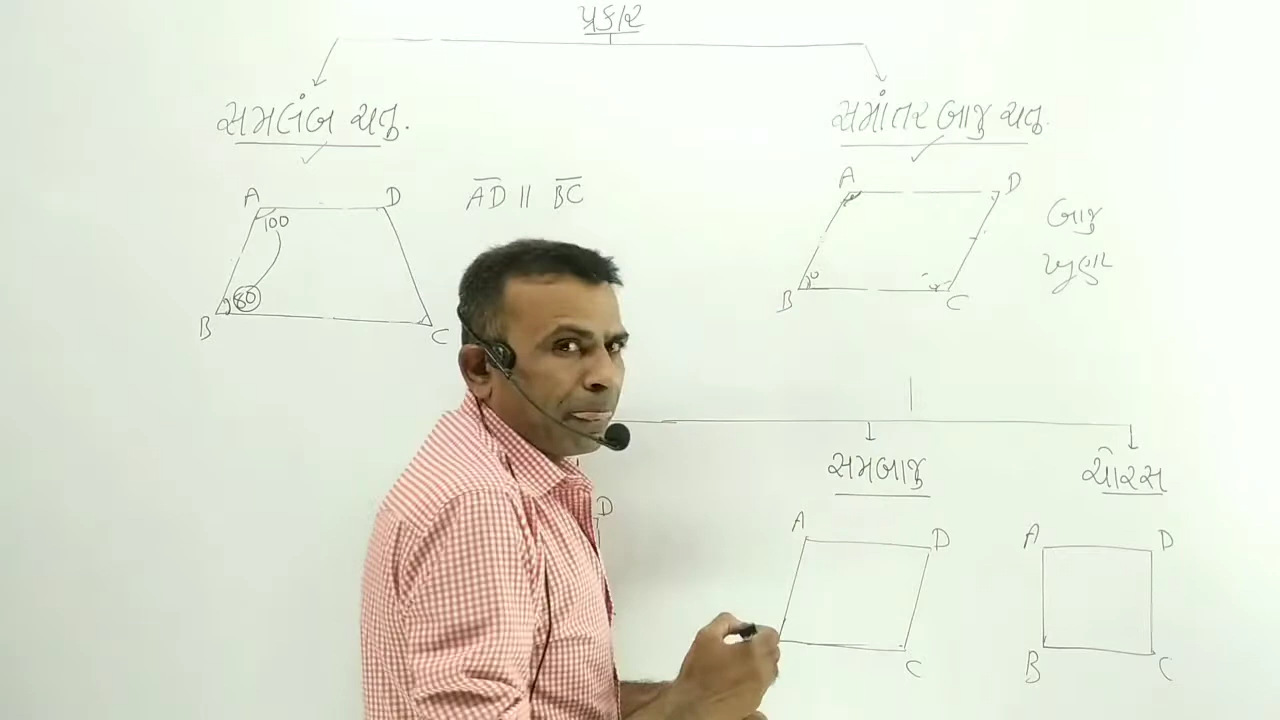 પ્રકાર
સમલંબ ચતુ.
સમાંતર બાજુ ચતુ.
A D
100
80
B C
AD || BC
A D
B C
બાજુ
ખૂણા
D
સમબાજુ
ચોરસ
A D
C
A D
B C